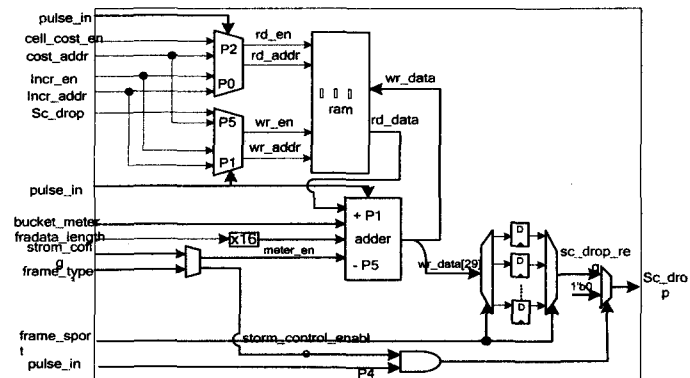 pulse_in
cell_cost_en
cost_addr
Incr_en
Incr_addr
Sc_drop
P2
P0
rd_en
rd_addr
P5
P1
wr_en
wr_addr
ram
wr_data
rd_data
pulse_in
bucket_meter
fradata_length
x16
strom_conf
g
frame_type
meter_en
+ P1
adder
- P5
wr_data[29]
D
D
D
sc_drop_re
g
1'b0
Sc_dro
p
frame_spor
t
storm_control_enabl
e
pulse_in
P4